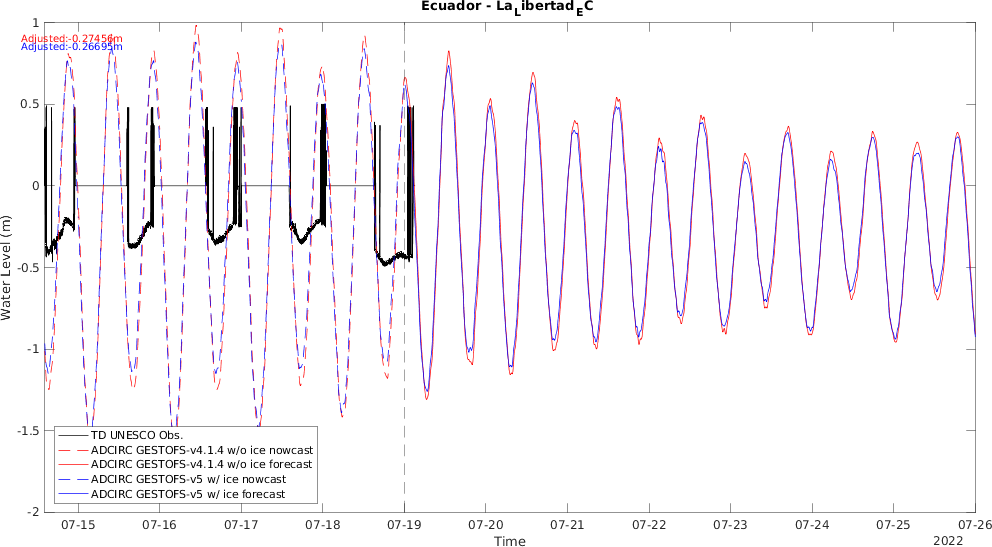 Ecuador - LaLibertadEC
Adjusted:-0.27456m
Adjusted:-0.26695m
Water Level (m)
1
0.5
0
-0.5
-1
-1.5
-2
TD UNESCO Obs.
ADCIRC GESTOFS-v4.1.4 w/o ice nowcast
ADCIRC GESTOFS-v4.1.4 w/o ice forecast
ADCIRC GESTOFS-v5 w/ ice nowcast
ADCIRC GESTOFS-v5 w/ ice forecast
07-15 07-16 07-17 07-18 07-19 07-20 07-21 07-22 07-23 07-24 07-25 07-26
Time
2022